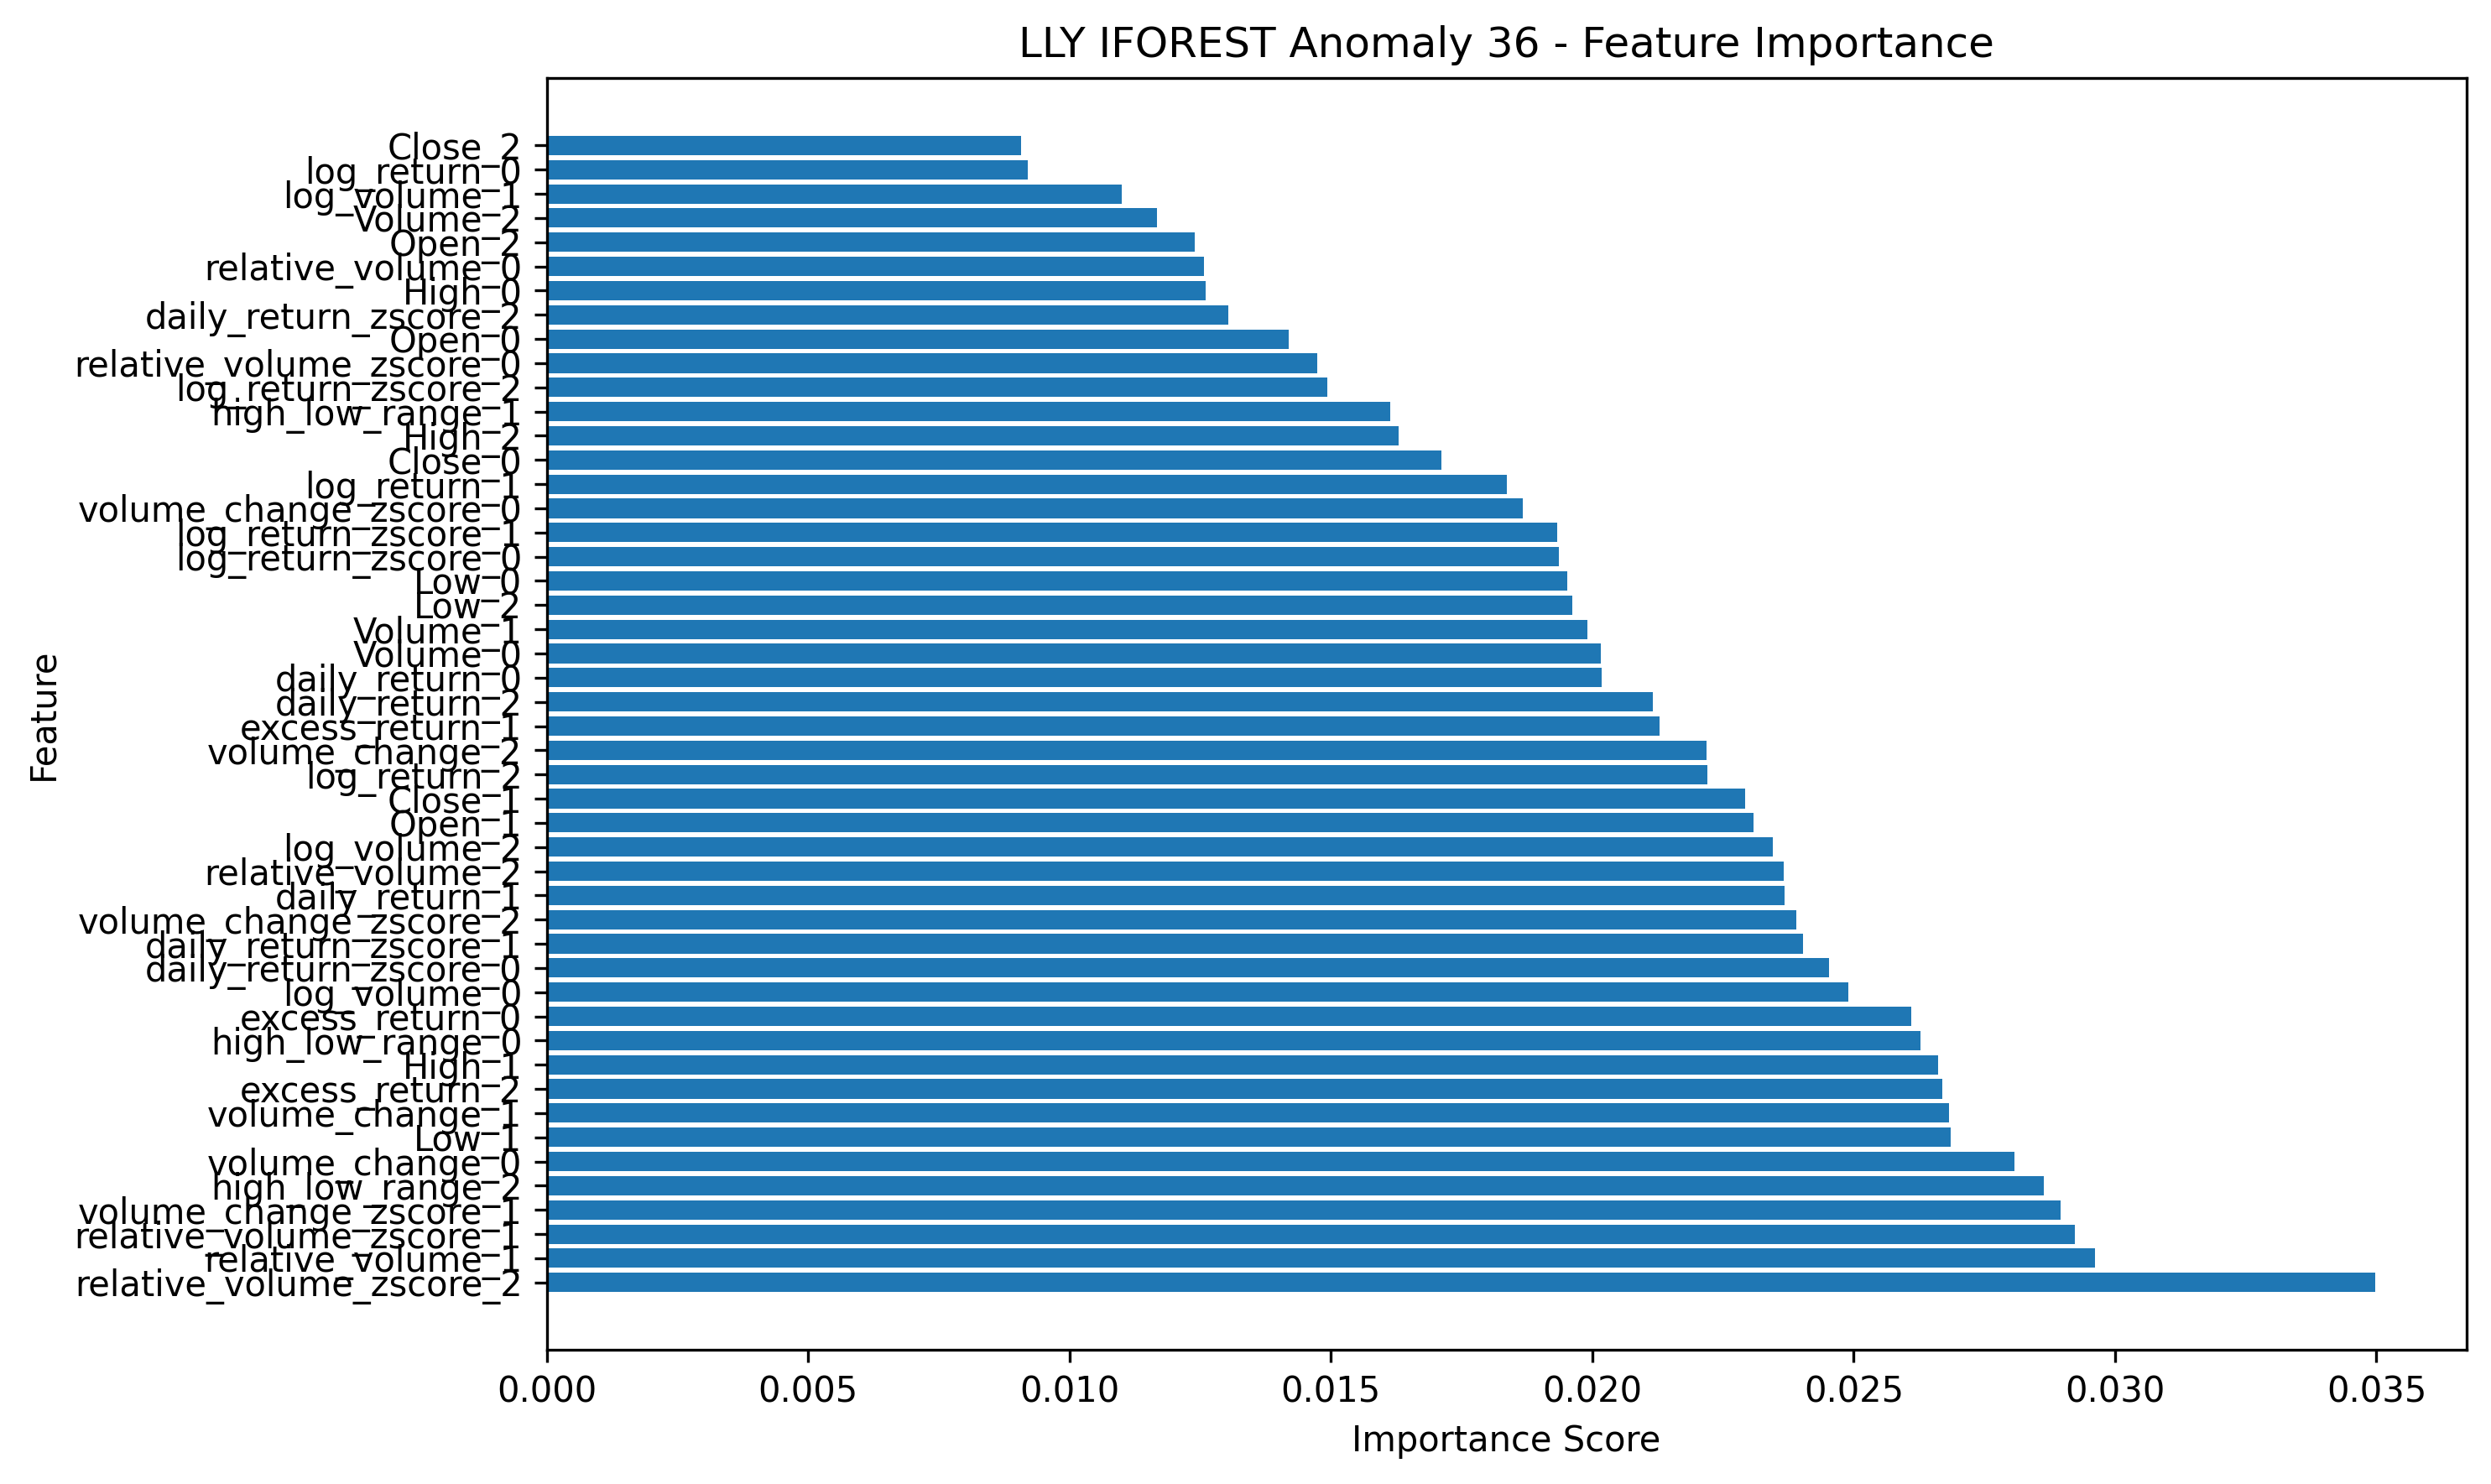 LLY IFOREST Anomaly 36 - Feature Importance
Close_2
log_return_0
log_volume_1
Volume_2
Open_2
relative_volume_0
High_0
daily_return_zscore_2
Open_0
relative_volume_zscore_0
log_return_zscore_2
high_low_range_1
High_2
Close_0
log_return_1
volume_change_zscore_0
log_return_zscore_1
log_return_zscore_0
Low_0
Low_2
Volume_1
Volume_0
daily_return_0
daily_return_2
excess_return_1
volume_change_2
log_return_2
Close_1
Open_1
log_volume_2
relative_volume_2
daily_return_1
volume_change_zscore_2
daily_return_zscore_1
daily_return_zscore_0
log_volume_0
excess_return_0
high_low_range_0
High_1
excess_return_2
volume_change_1
Low_1
volume_change_0
high_low_range_2
volume_change_zscore_1
relative_volume_zscore_1
relative_volume_1
relative_volume_zscore_2
Feature
0.000 0.005 0.010 0.015 0.020 0.025 0.030 0.035
Importance Score